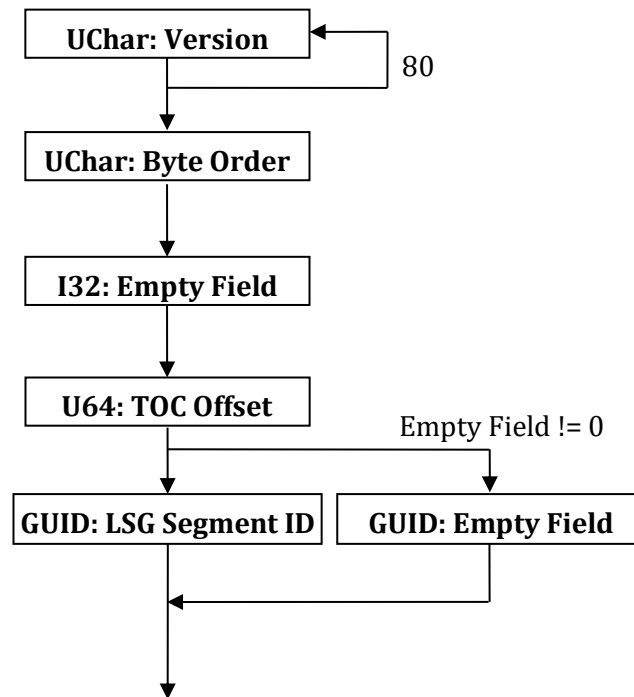 UChar: Version
80
UChar: Byte Order
I32: Empty Field
U64: TOC Offset
Empty Field != 0
GUID: LSG Segment ID
GUID: Empty Field